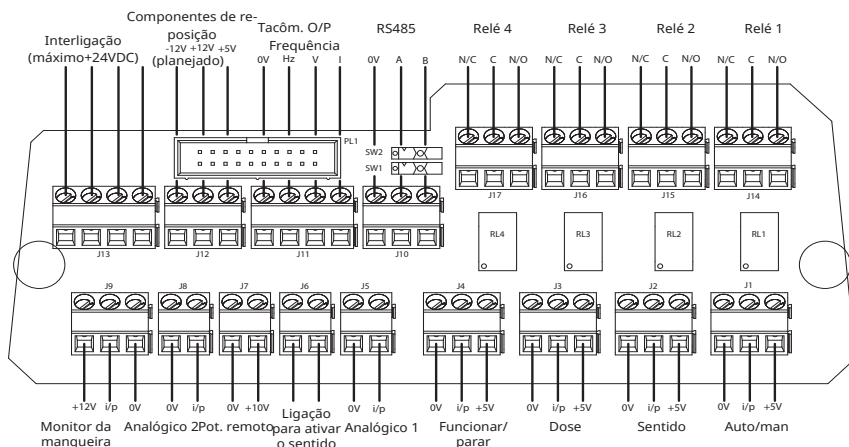 Componentes de re-
posição
-12V +12V +5V
(planejado)
Interligação
(máximo+24VDC)
Tacôm. O/P
Frequência
0V Hz V I
RS485
0V A B
Relé 4
N/C C N/O
Relé 3
N/C C N/O
Relé 2
N/C C N/O
Relé 1
N/C C N/O
PL1
SW2
SW1
J17 J16 J15 J14
J13 J12 J11 J10
RL4 RL3 RL2 RL1
J9 J8 J7 J6 J5 J4 J3 J2 J1
+12V i/p 0V
0V i/p
0V +10V
0V i/p
0V i/p +5V
0V i/p +5V
0V i/p +5V
0V i/p +5V
Monitor da
mangueira
Analógico 2
Pot. remoto
Ligação
para ativar
o sentido
Analógico 1
Funcionar/
parar
Dose
Sentido
Auto/man